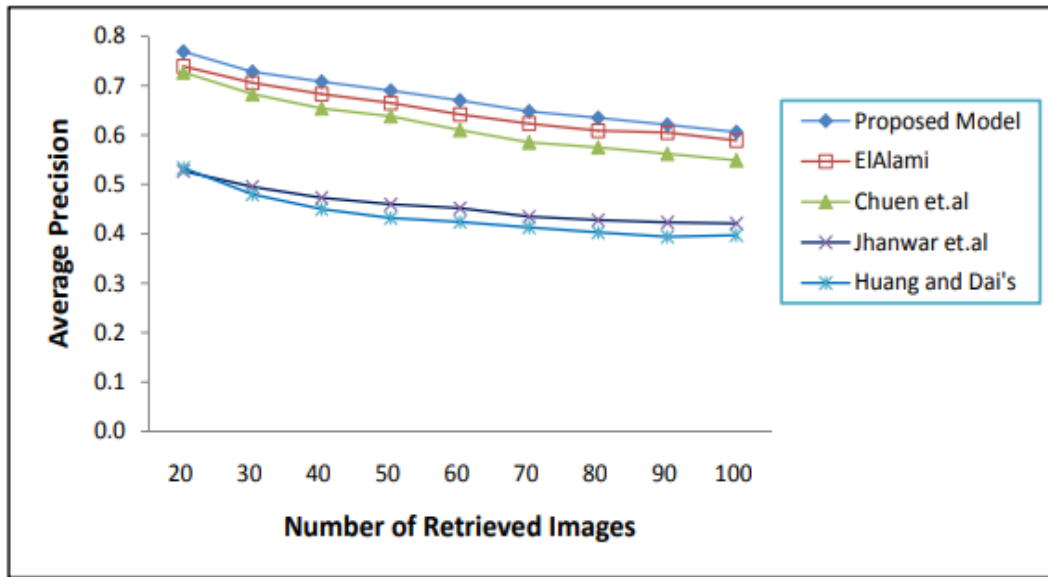 0.8
0.7
0.6
0.5
0.4
0.3
0.2
0.1
0.0
Average Precision
20 30 40 50 60 70 80 90 100
Number of Retrieved Images
Proposed Model
ElAlami
Chuen et.al
Jhanwar et.al
Huang and Dai's